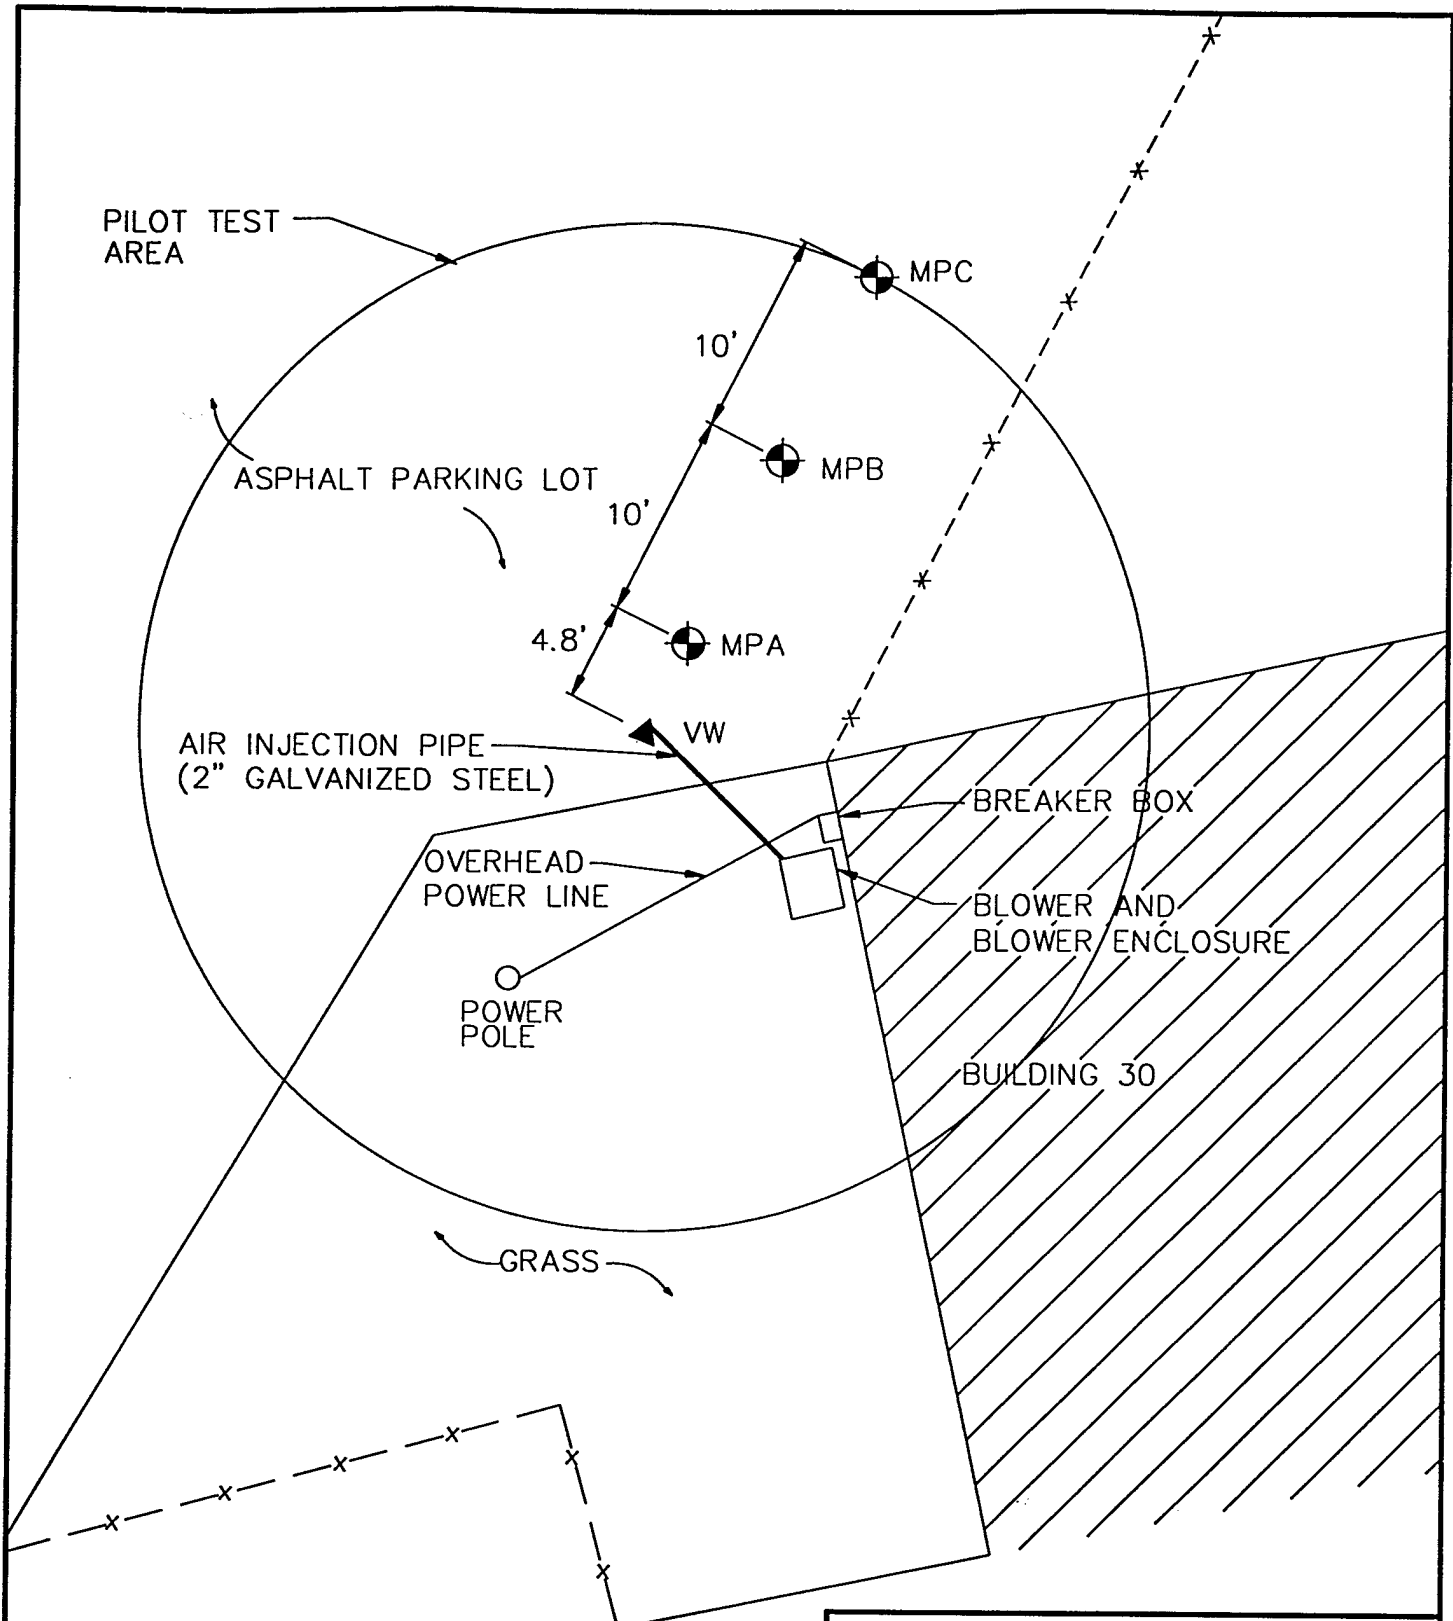 PILOT TEST
AREA
MPC
10'
ASPHALT PARKING LOT
MPB
10'
4.8'
MPA
VW
AIR INJECTION PIPE
(2" GALVANIZED STEEL)
BREAKER BOX
OVERHEAD
POWER LINE
BLOWER AND
BLOWER ENCLOSURE
POWER
POLE
BUILDING 30
GRASS